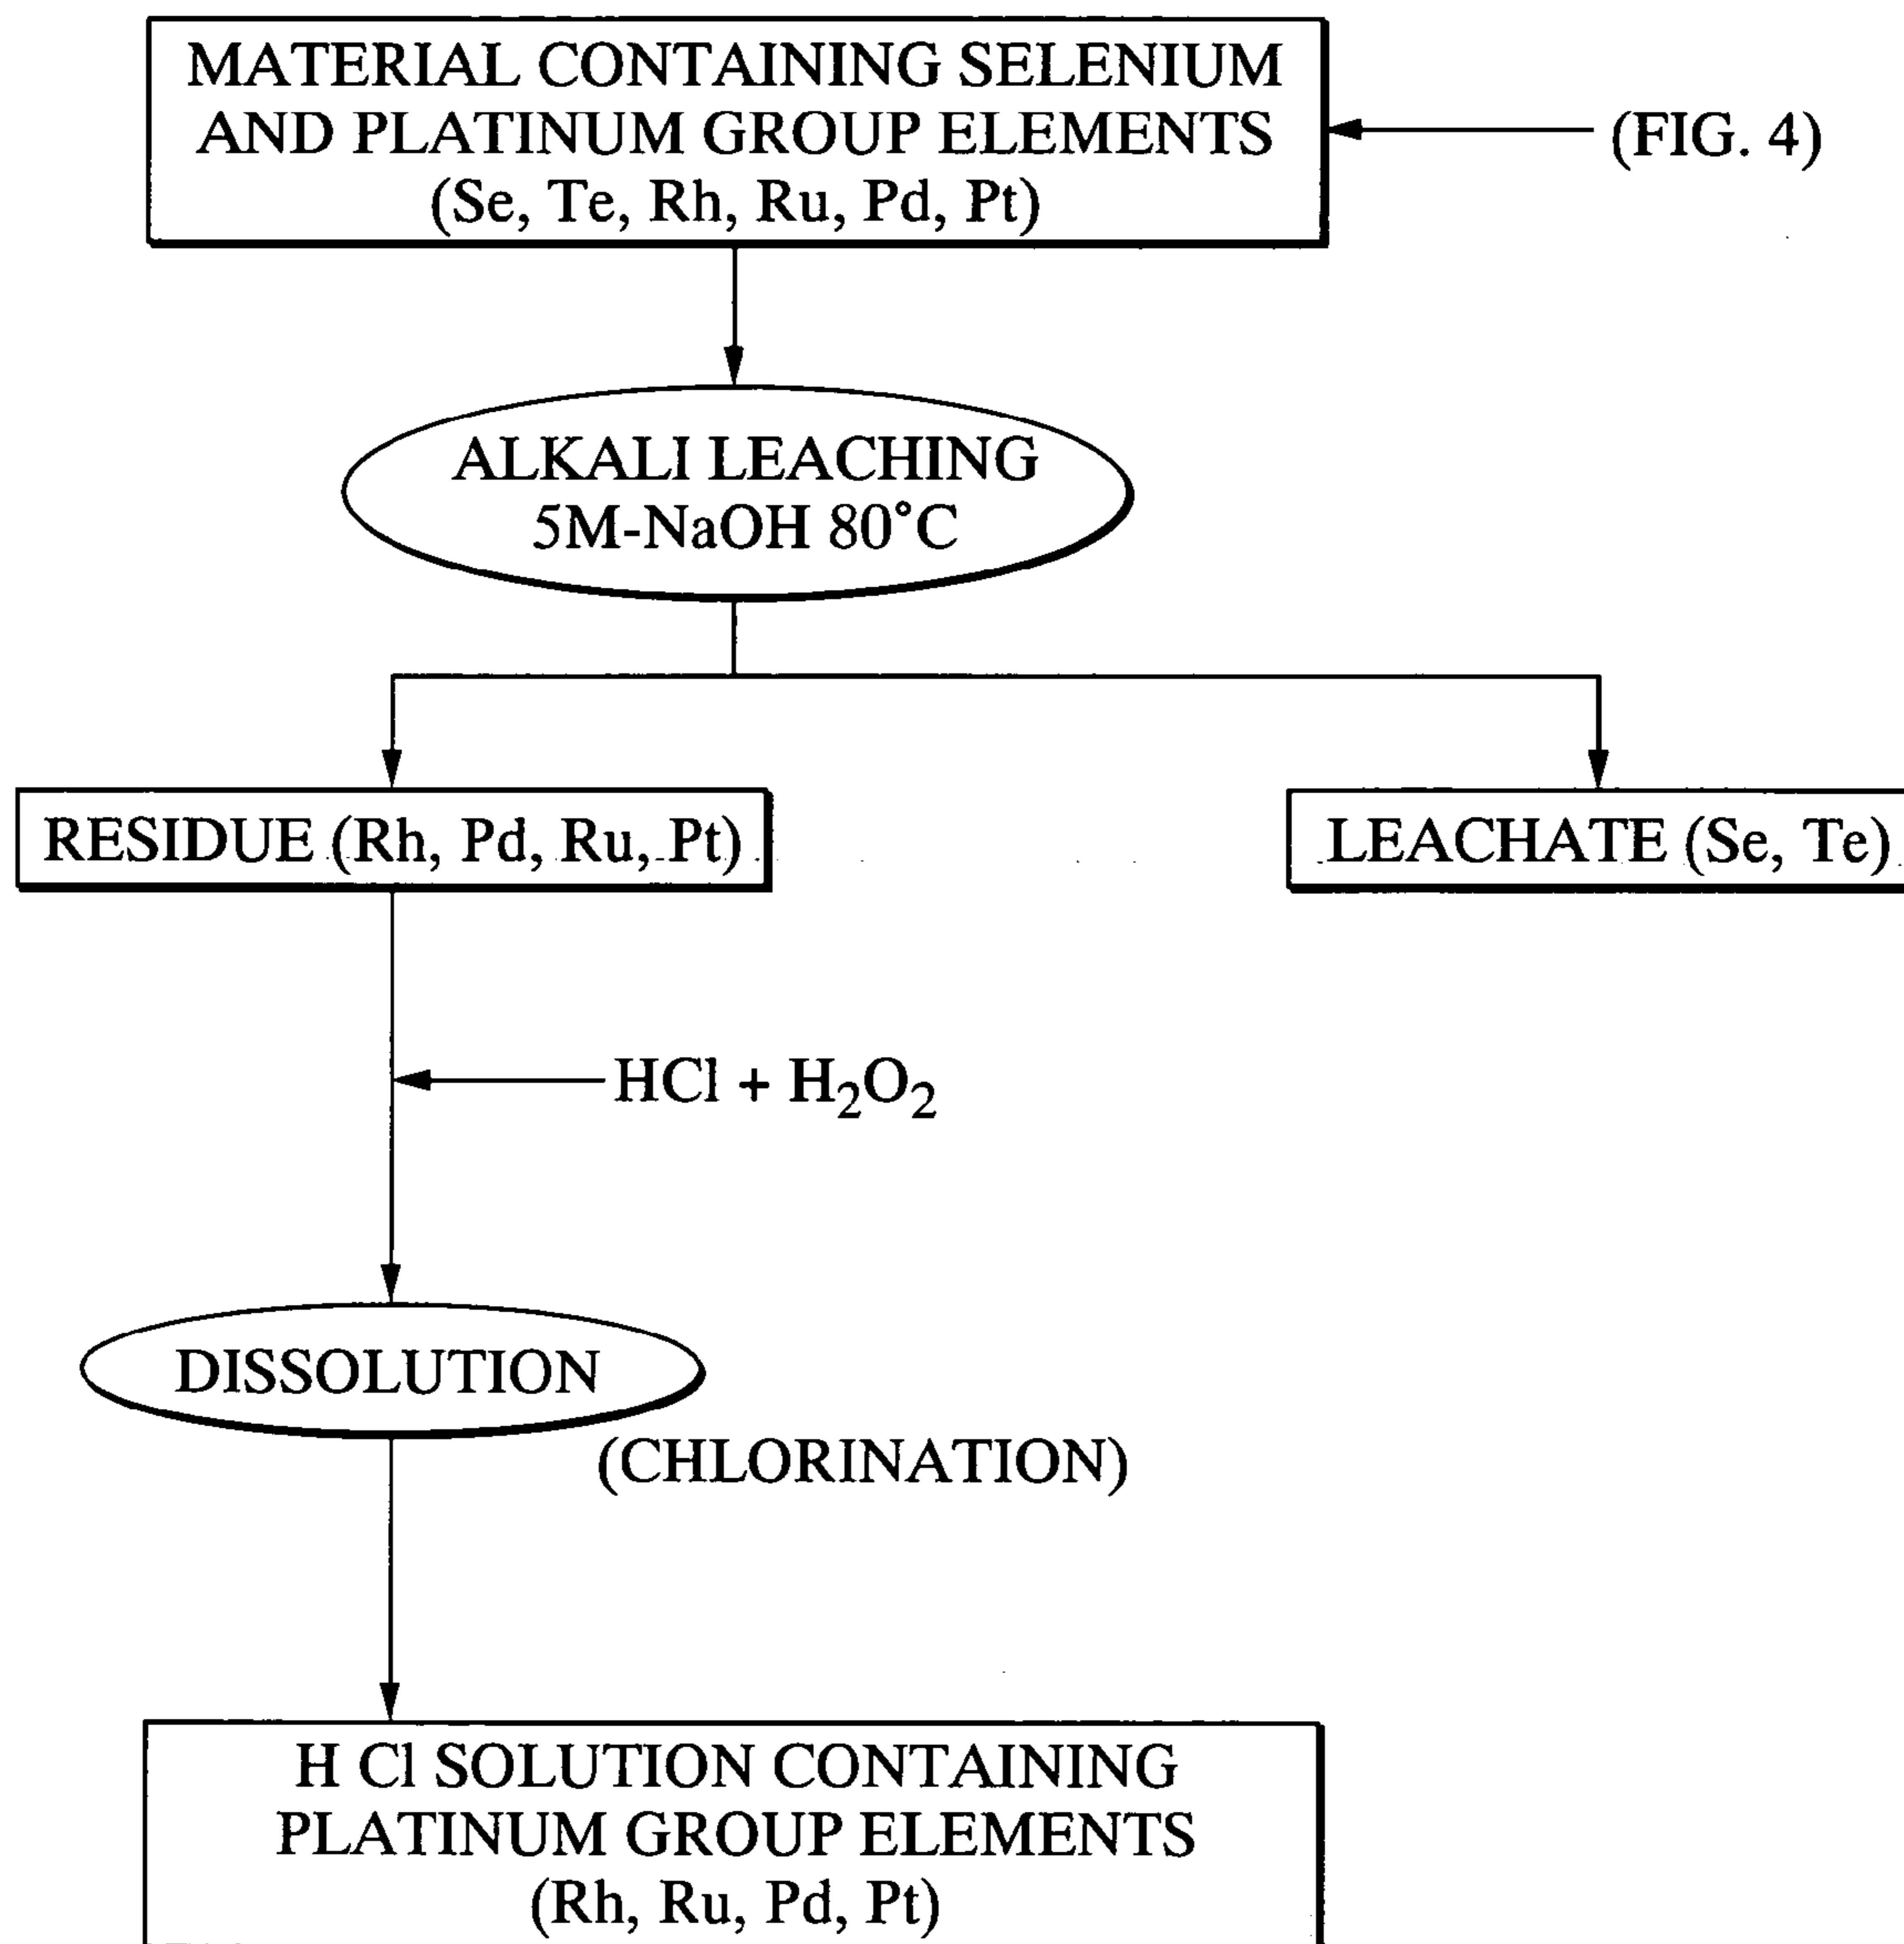 MATERIAL CONTAINING SELENIUM
AND PLATINUM GROUP ELEMENTS
(Se, Te, Rh, Ru, Pd, Pt)
(FIG. 4)
ALKALI LEACHING
5M-NaOH 80°C
RESIDUE (Rh, Pd, Ru, Pt)
LEACHATE (Se, Te)
HCl + H₂O₂
DISSOLUTION
(CHLORINATION)
H Cl SOLUTION CONTAINING
PLATINUM GROUP ELEMENTS
(Rh, Ru, Pd, Pt)